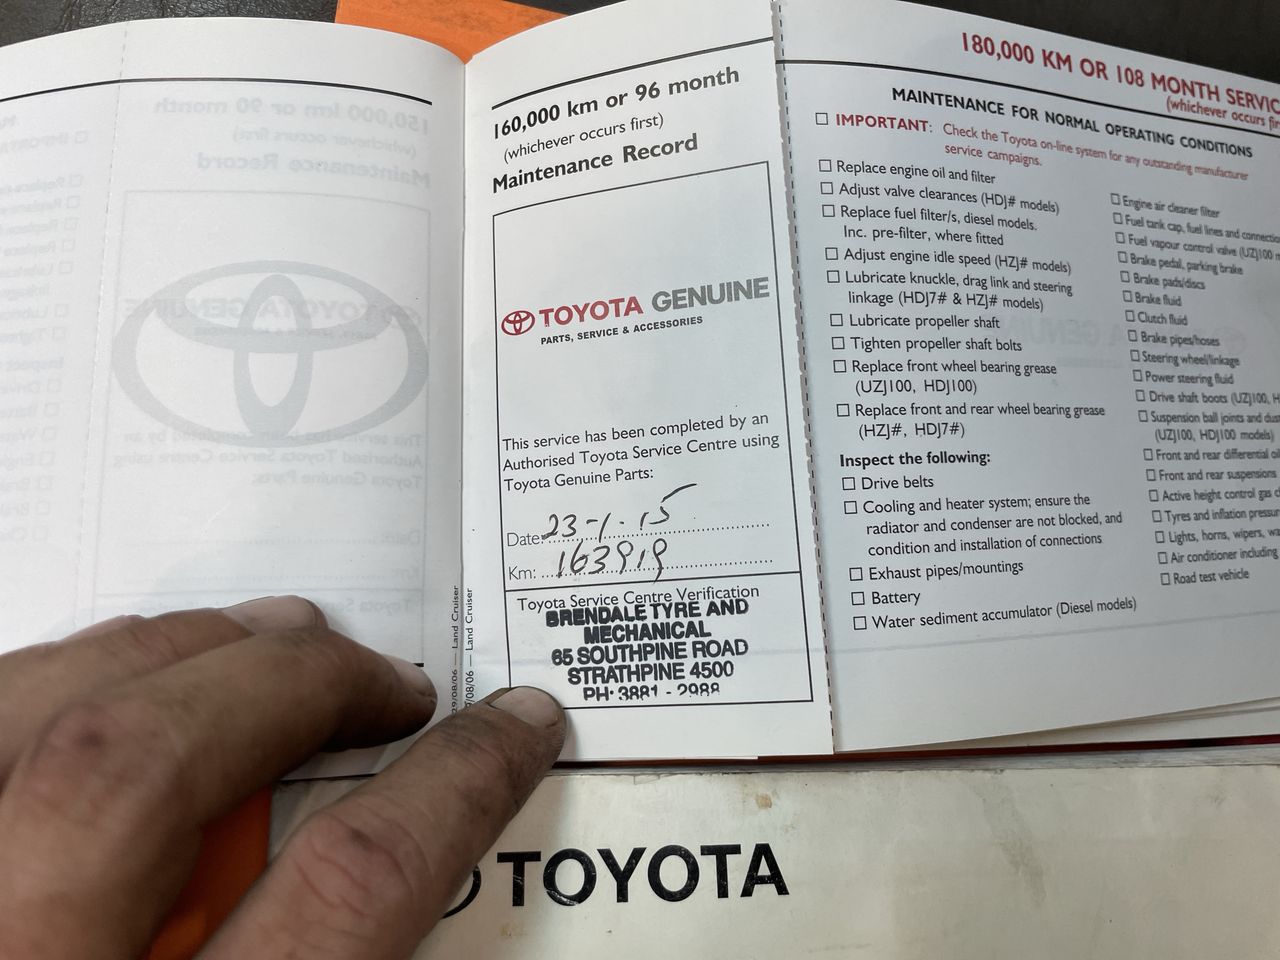 160,000 km or 96 month
(whichever occurs first)
Maintenance Record
TOYOTA GENUINE
PARTS, SERVICE & ACCESSORIES
This service has been completed by an
Authorised Toyota Service Centre using
Toyota Genuine Parts:
Date: 23-1-15
Km: 163919
Toyota Service Centre Verification
BRENDALE TYRE AND
MECHANICAL
65 SOUTHPINE ROAD
STRATHPINE 4500
PH: 3881 - 2988
29/08/06 — Land Cruiser
/08/06 — Land Cruiser
180,000 KM OR 108 MONTH SERVIC
(whichever occurs fir
MAINTENANCE FOR NORMAL OPERATING CONDITIONS
IMPORTANT: Check the Toyota on-line system for any outstanding manufacturer
service campaigns.
Replace engine oil and filter
Adjust valve clearances (HDJ# models)
Replace fuel filter/s, diesel models.
Inc. pre-filter, where fitted
Adjust engine idle speed (HZJ# models)
Lubricate knuckle, drag link and steering
linkage (HDJ7# & HZJ# models)
Lubricate propeller shaft
Tighten propeller shaft bolts
Replace front wheel bearing grease
(UZJ100, HDJ100)
Replace front and rear wheel bearing grease
(HZJ#, HDJ7#)
Inspect the following:
Drive belts
Cooling and heater system; ensure the
radiator and condenser are not blocked, and
condition and installation of connections
Exhaust pipes/mountings
Battery
Water sediment accumulator (Diesel models)
Engine air cleaner filter
Fuel tank cap, fuel lines and connectio
Fuel vapour control valve (UZJ100 m
Brake pedal, parking brake
Brake pads/discs
Brake fluid
Clutch fluid
Brake pipes/hoses
Steering wheel/linkage
Power steering fluid
Drive shaft boots (UZJ100, H
Suspension ball joints and dus
(UZJ100, HDJ100 models)
Front and rear differential oil
Front and rear suspensions
Active height control gas c
Tyres and inflation pressur
Lights, horns, wipers, wa
Air conditioner including
Road test vehicle
TOYOTA